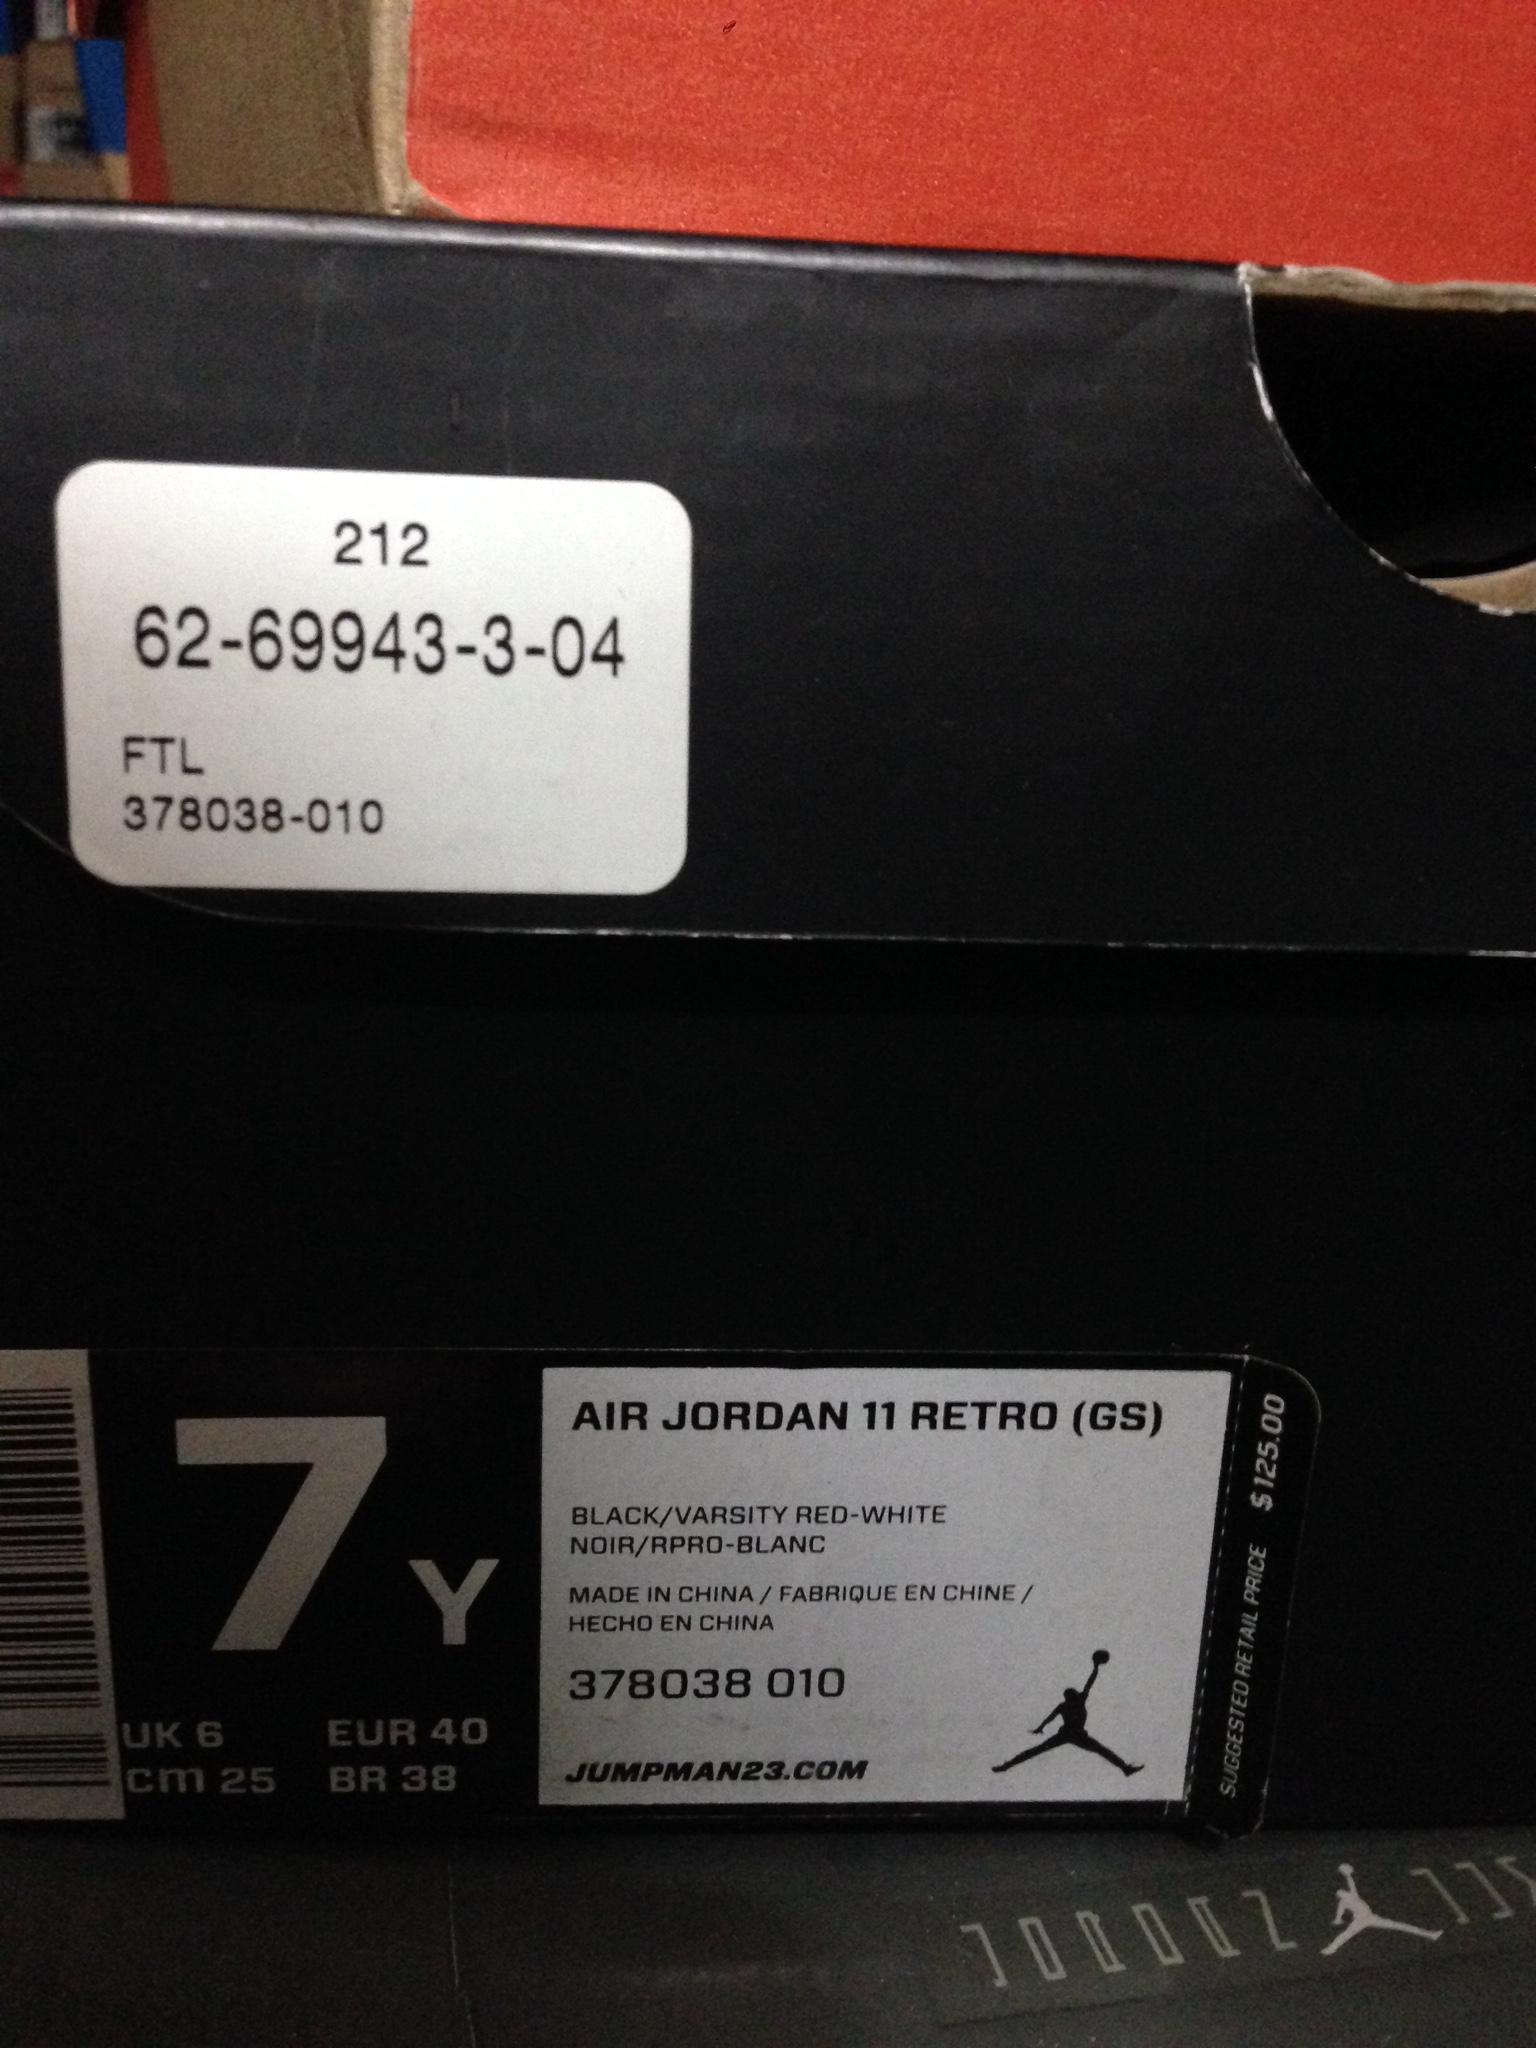 212
62-69943-3-04
FTL
378038-010
7Y
UK 6 EUR 40
cm 25 BR 38
AIR JORDAN 11 RETRO (GS)
BLACK/VARSITY RED-WHITE
NOIR/RPRO-BLANC
MADE IN CHINA / FABRIQUE EN CHINE /
HECHO EN CHINA
378038 010
JUMPMAN23.COM
SUGGESTED RETAIL PRICE $125.00